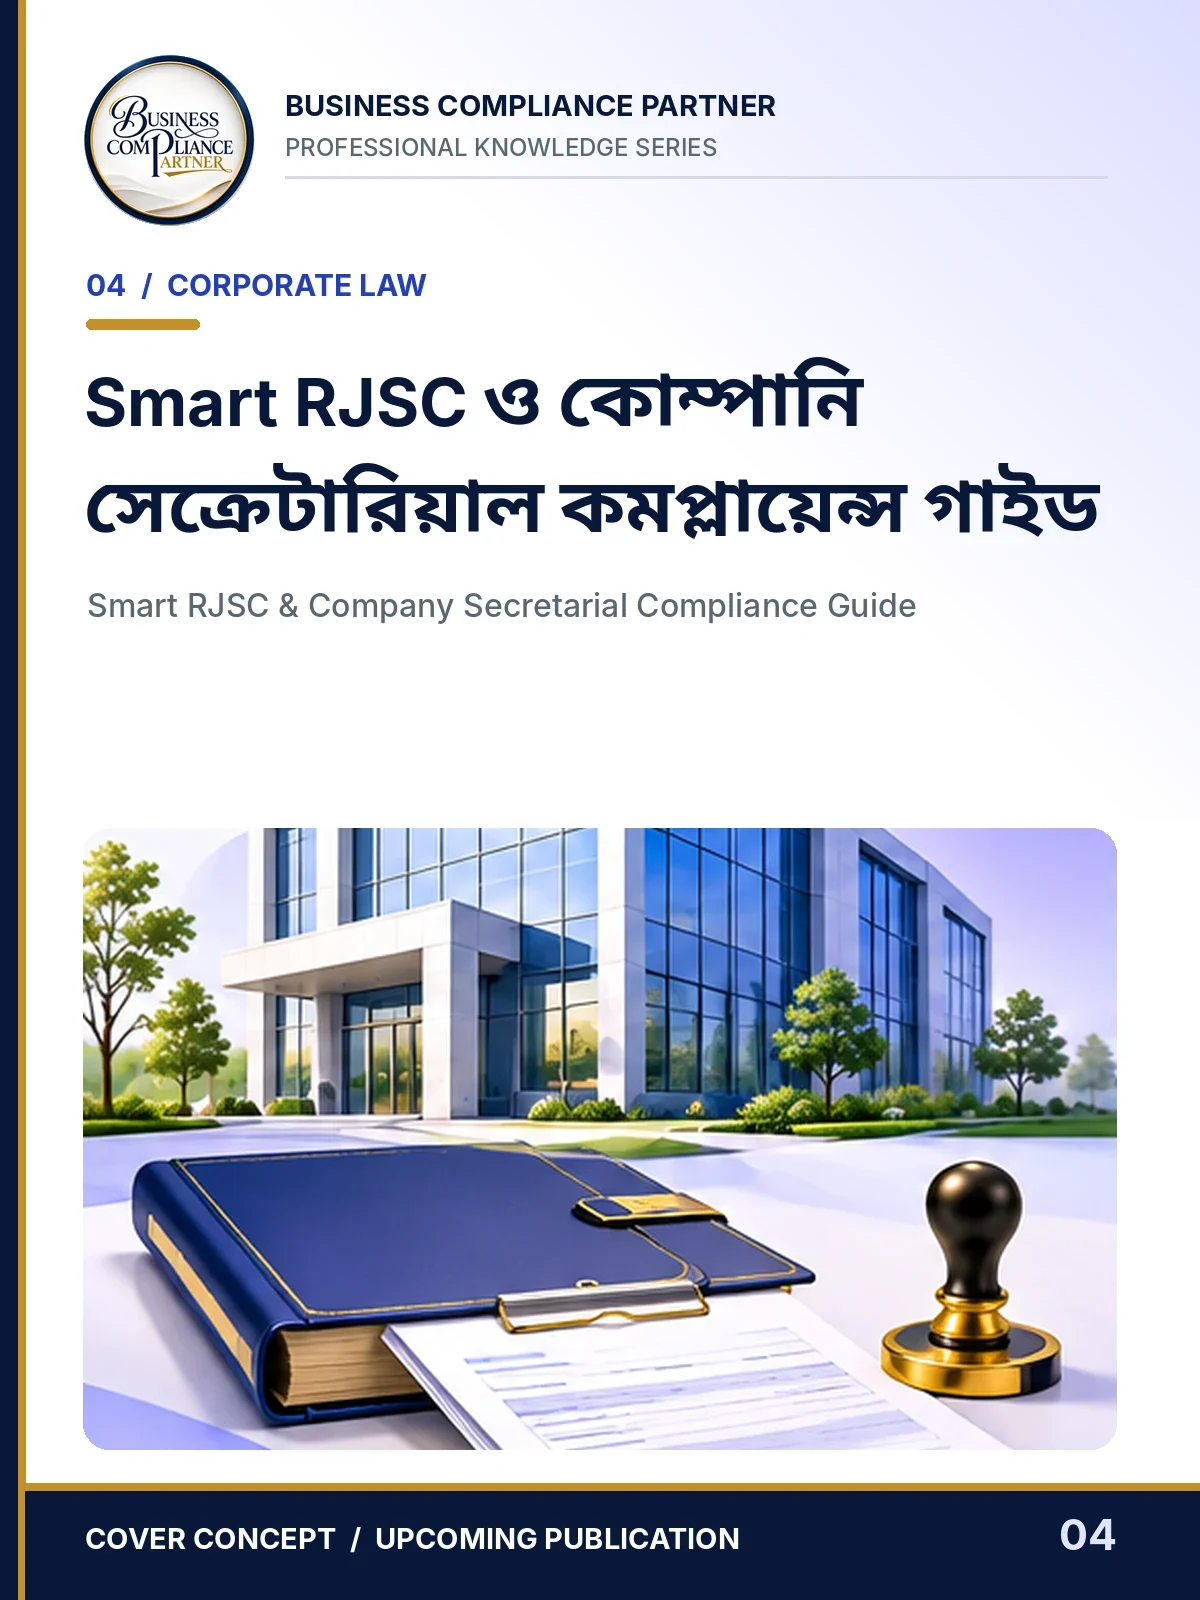 BUSINESS
COMPLIANCE
PARTNER
BUSINESS COMPLIANCE PARTNER
PROFESSIONAL KNOWLEDGE SERIES
04 / CORPORATE LAW
Smart RJSC ও কোম্পানি
সেক্রেটারিয়াল কমপ্লায়েন্স গাইড
Smart RJSC & Company Secretarial Compliance Guide
COVER CONCEPT / UPCOMING PUBLICATION
04